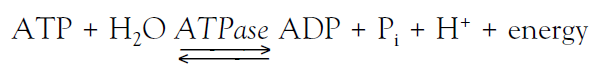 ATP + H₂O ATPase ⇌ ADP + Pᵢ + H⁺ + energy